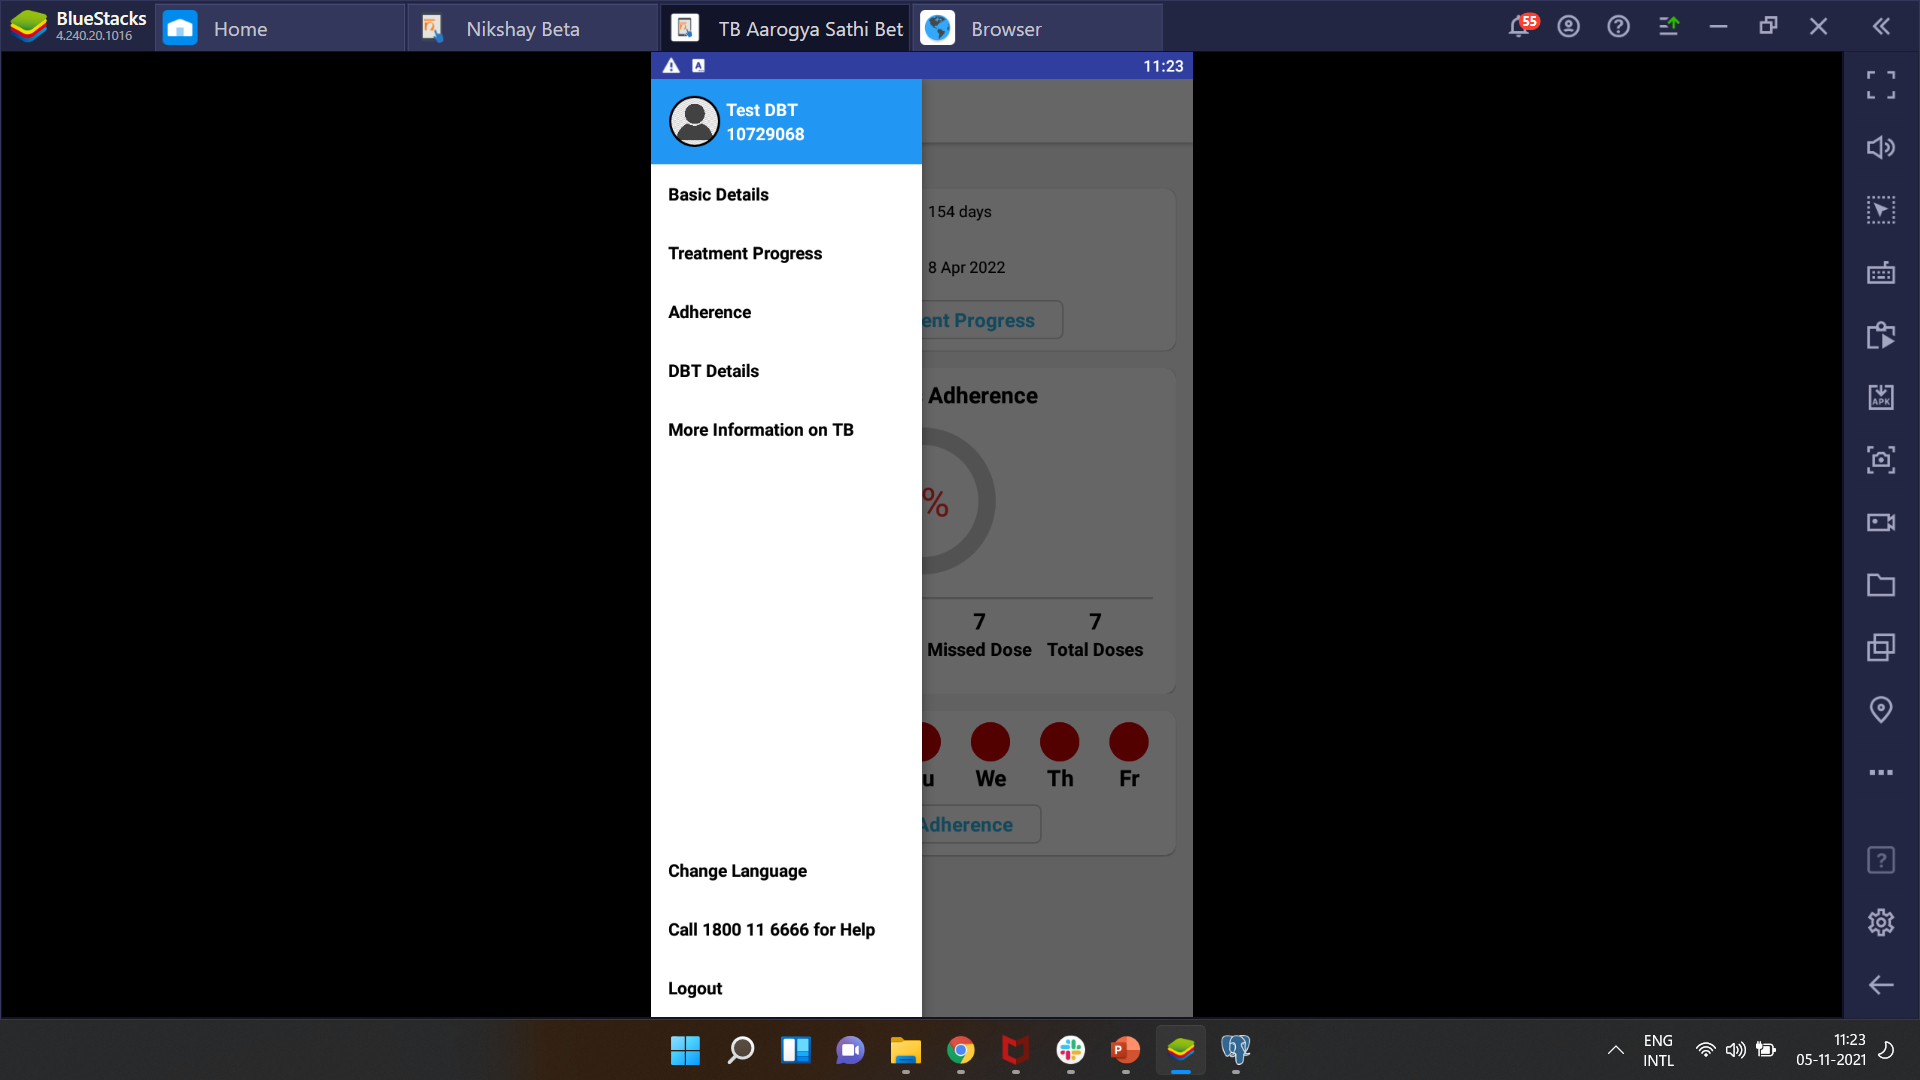 BlueStacks
4.240.20.1016
Home
Nikshay Beta
TB Aarogya Sathi Bet
Browser
55
11:23
Test DBT
10729068
Basic Details
Treatment Progress
Adherence
DBT Details
More Information on TB
Change Language
Call 1800 11 6666 for Help
Logout
154 days
8 Apr 2022
ent Progress
Adherence
%
7
7
Missed Dose
Total Doses
u
We
Th
Fr
Adherence
APK
ENG
INTL
11:23
05-11-2021